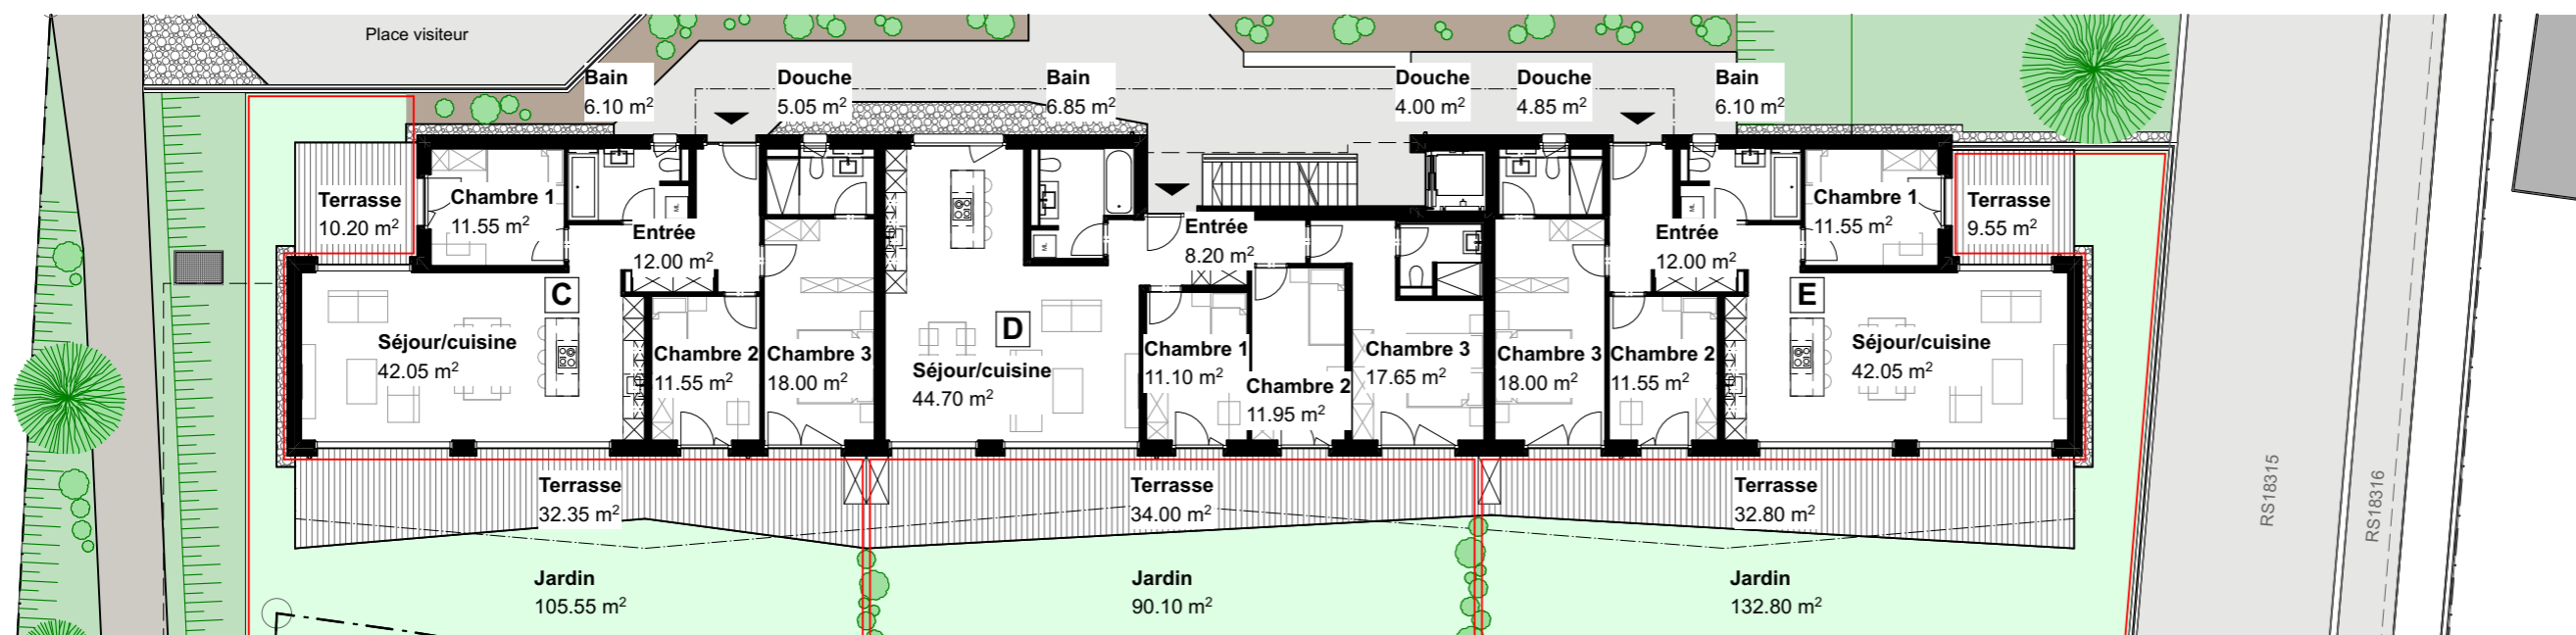 Place visiteur
Bain
6.10 m²
Douche
5.05 m²
Bain
6.85 m²
Douche
4.00 m²
Douche
4.85 m²
Bain
6.10 m²
Terrasse
10.20 m²
Chambre 1
11.55 m²
Entrée
12.00 m²
ML
C
Séjour/cuisine
42.05 m²
Chambre 2
11.55 m²
Chambre 3
18.00 m²
ML
D
Séjour/cuisine
44.70 m²
Entrée
8.20 m²
Chambre 1
11.10 m²
Chambre 2
11.95 m²
Chambre 3
17.65 m²
Chambre 3
18.00 m²
Chambre 2
11.55 m²
ML
Entrée
12.00 m²
E
Chambre 1
11.55 m²
Terrasse
9.55 m²
Séjour/cuisine
42.05 m²
Terrasse
32.35 m²
Terrasse
34.00 m²
Terrasse
32.80 m²
Jardin
105.55 m²
Jardin
90.10 m²
Jardin
132.80 m²
RS18315
RS18316